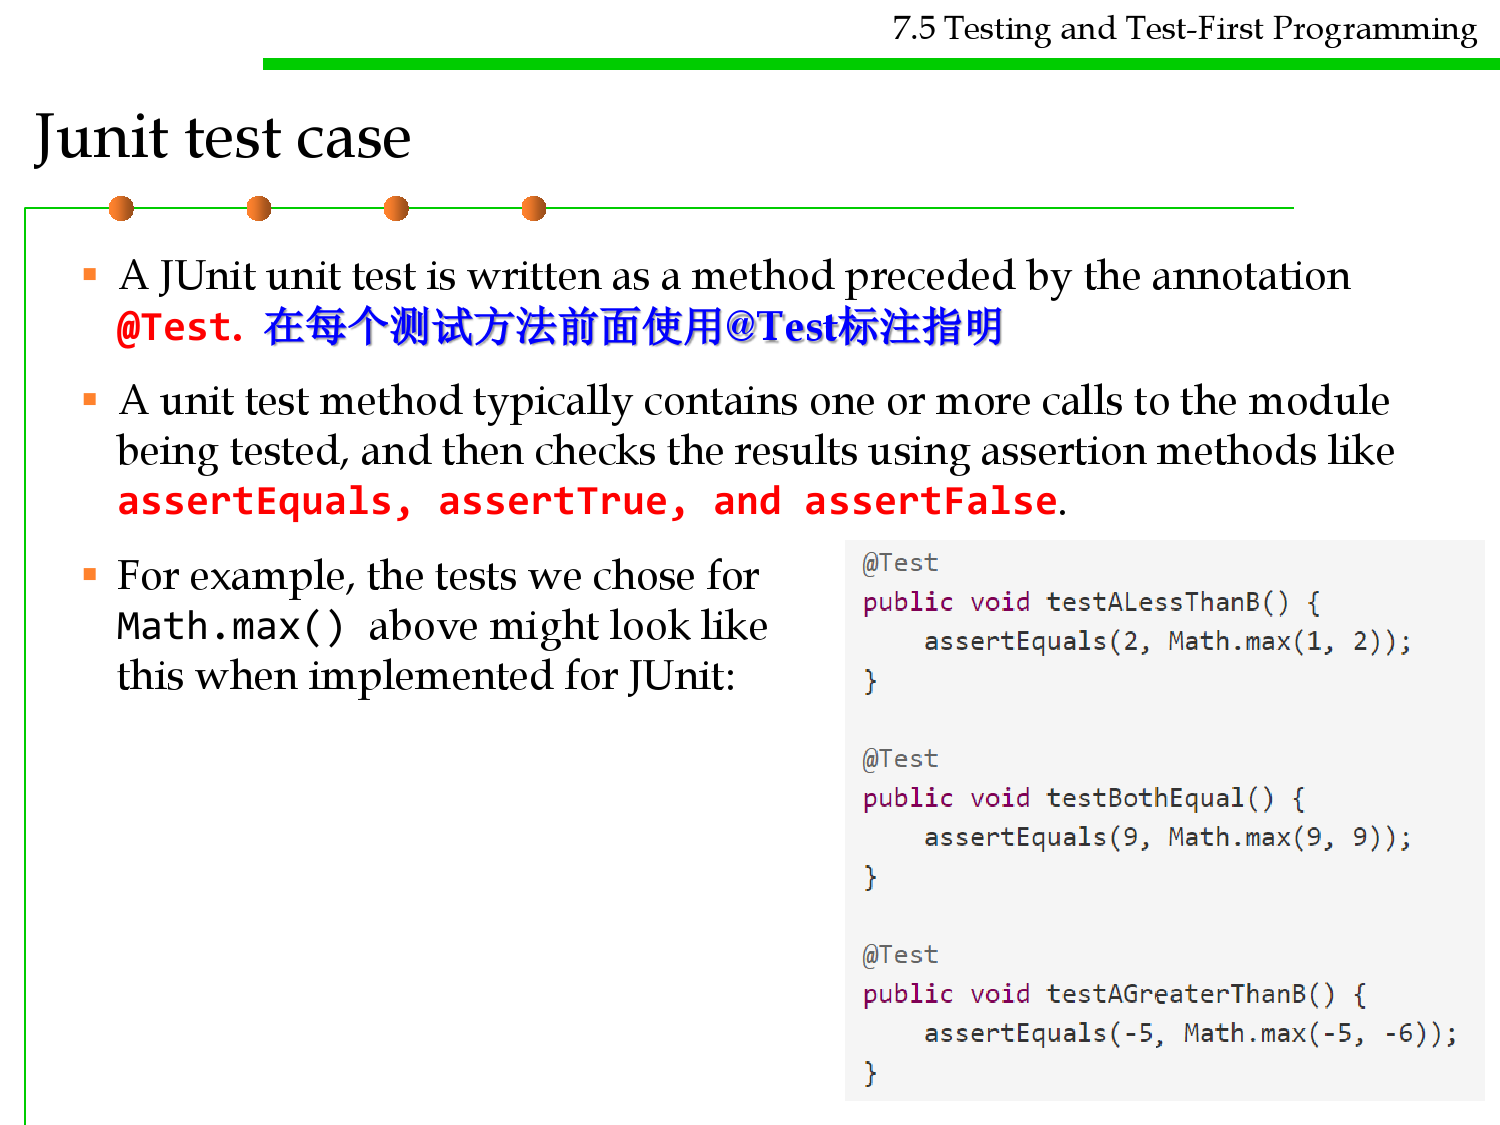 7.5 Testing and Test-First Programming
Junit test case
▪ A JUnit unit test is written as a method preceded by the annotation
@Test. 在每个测试方法前面使用@Test标注指明
▪ A unit test method typically contains one or more calls to the module
being tested, and then checks the results using assertion methods like
assertEquals, assertTrue, and assertFalse.
▪ For example, the tests we chose for
Math.max() above might look like
this when implemented for JUnit:
@Test
public void testALessThanB() {
    assertEquals(2, Math.max(1, 2));
}
@Test
public void testBothEqual() {
    assertEquals(9, Math.max(9, 9));
}
@Test
public void testAGreaterThanB() {
    assertEquals(-5, Math.max(-5, -6));
}